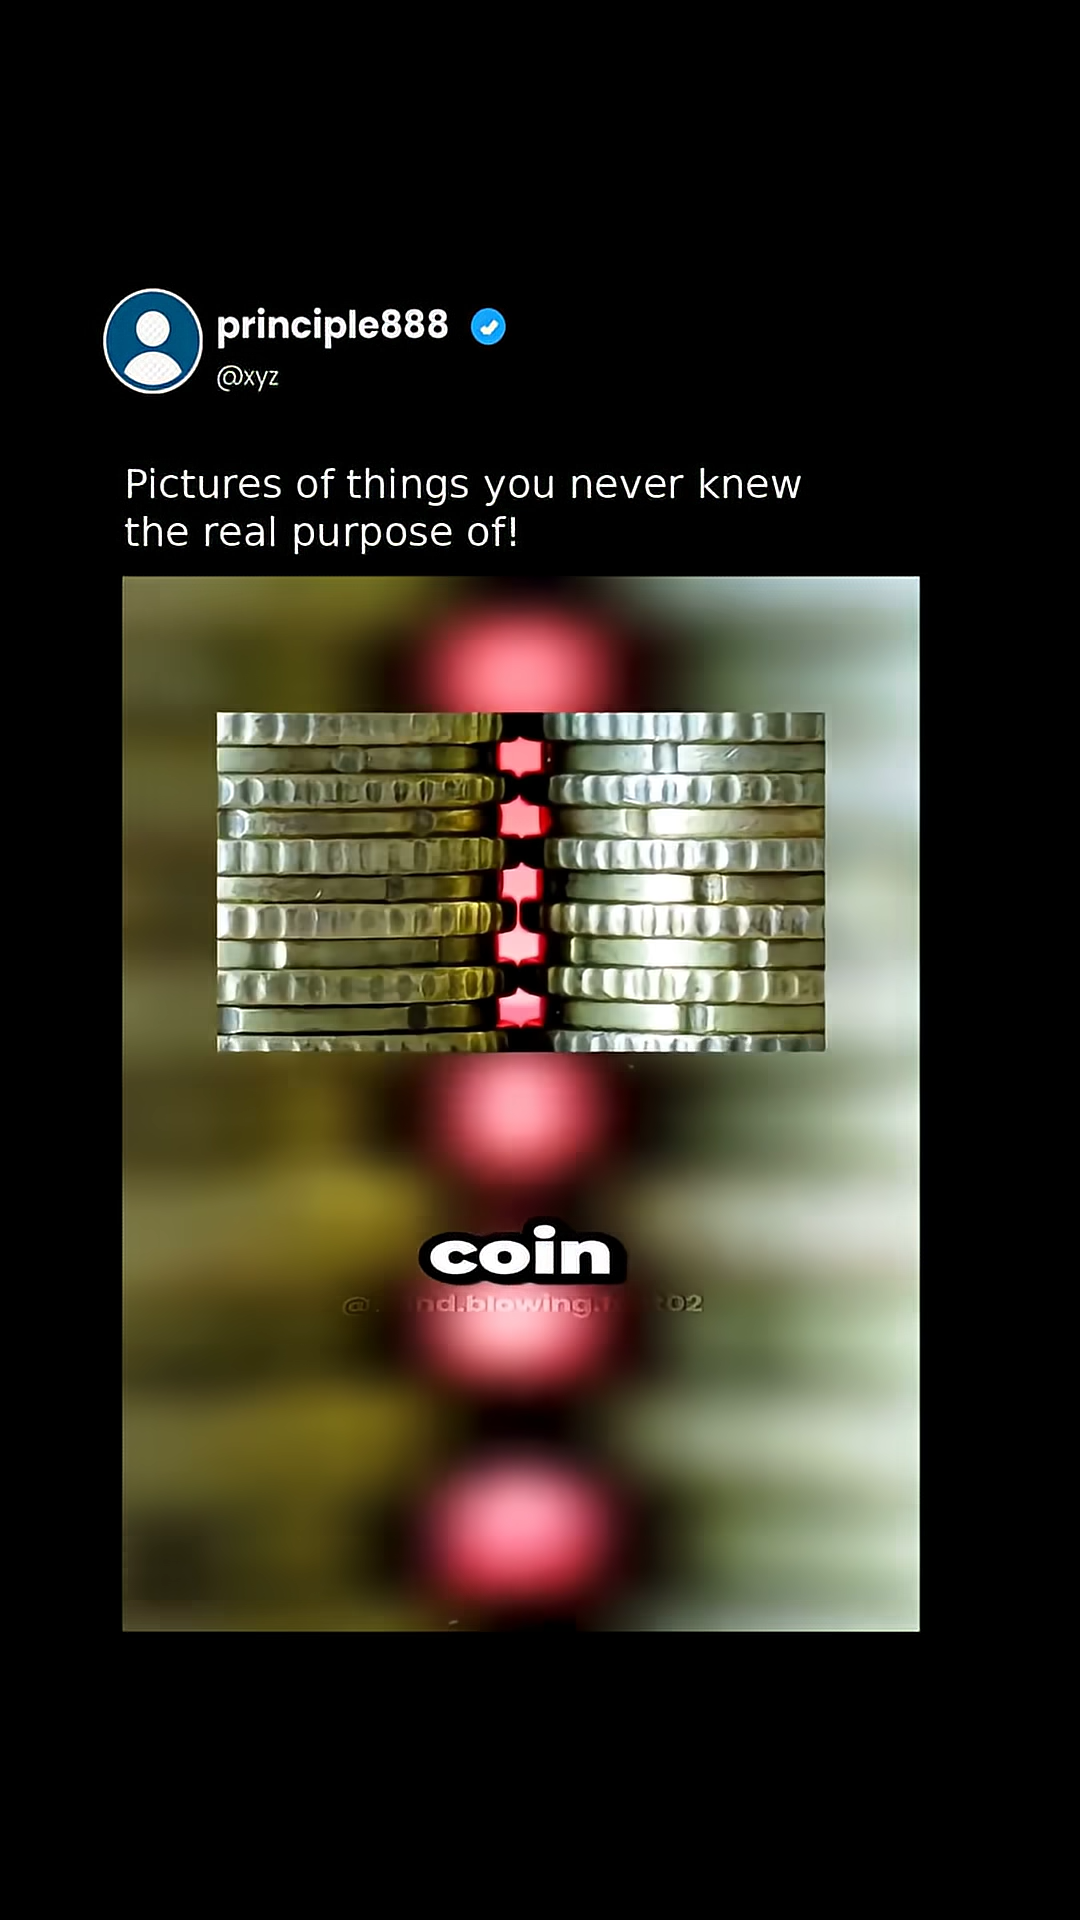 principle888
@xyz
Pictures of things you never knew
the real purpose of!
coin